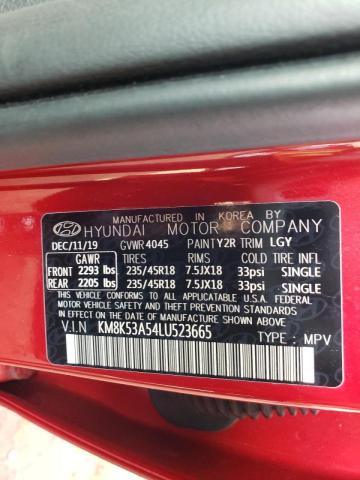 MANUFACTURED IN KOREA BY
HYUNDAI MOTOR COMPANY
DEC/11/19 GVWR 4045 PAINT Y2R TRIM LGY
GAWR TIRES RIMS COLD TIRE INFL
FRONT 2293 lbs 235/45R18 7.5JX18 33psi SINGLE
REAR 2205 lbs 235/45R18 7.5JX18 33psi SINGLE
THIS VEHICLE CONFORMS TO ALL APPLICABLE FEDERAL MOTOR VEHICLE
SAFETY, BUMPER, AND THEFT PREVENTION STANDARDS
IN EFFECT ON THE DATE OF MANUFACTURE SHOWN ABOVE.
V.I.N KM8K53A54LU523665 TYPE : MPV